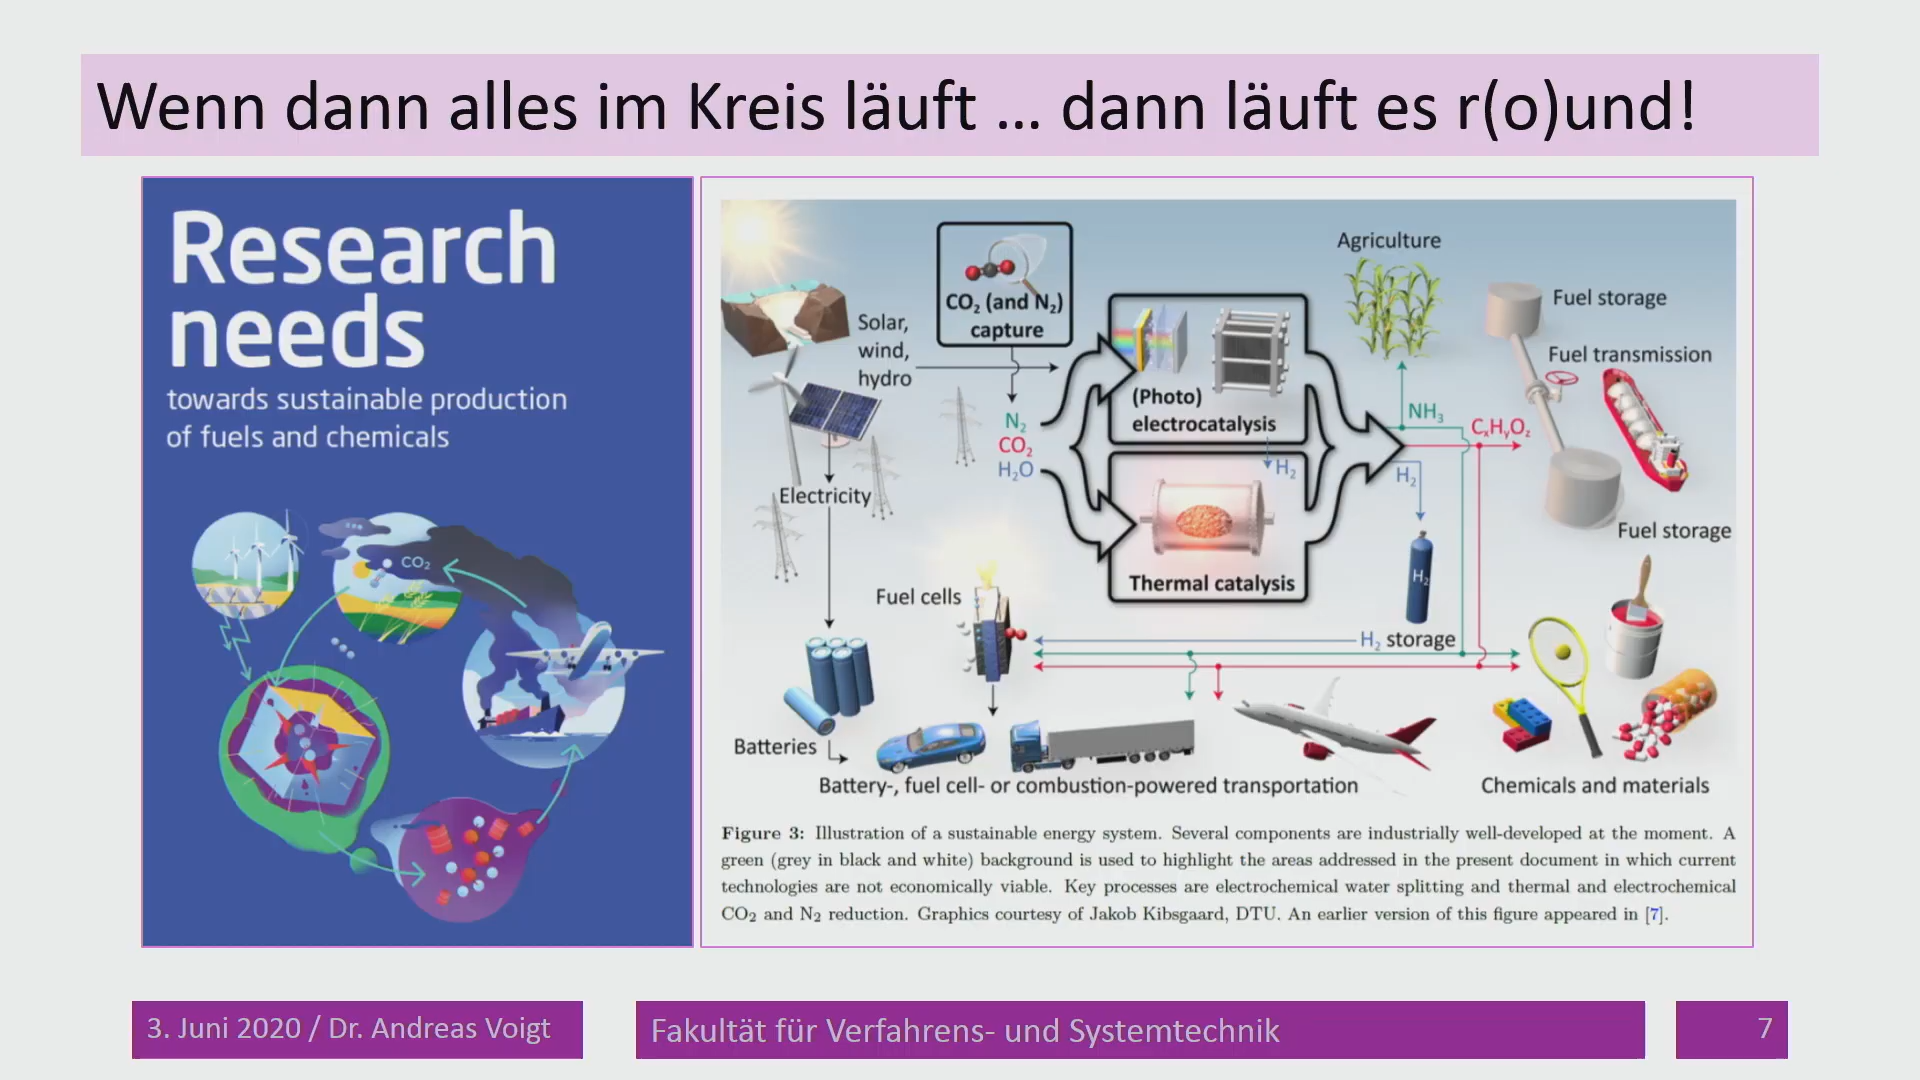 Wenn dann alles im Kreis läuft ... dann läuft es r(o)und!
Research
needs
towards sustainable production
of fuels and chemicals
CO₂
CO₂ (and N₂)
capture
Solar,
wind,
hydro
N₂
CO₂
H₂O
Electricity
(Photo)
electrocatalysis
H₂
Thermal catalysis
Agriculture
NH₃
CₓHᵧO_z
H₂
Fuel storage
Fuel transmission
Fuel storage
H₂
Fuel cells
H₂ storage
Batteries
Battery-, fuel cell- or combustion-powered transportation
Chemicals and materials
Figure 3: Illustration of a sustainable energy system. Several components are industrially well-developed at the moment. A
green (grey in black and white) background is used to highlight the areas addressed in the present document in which current
technologies are not economically viable. Key processes are electrochemical water splitting and thermal and electrochemical
CO₂ and N₂ reduction. Graphics courtesy of Jakob Kibsgaard, DTU. An earlier version of this figure appeared in [7].
3. Juni 2020 / Dr. Andreas Voigt
Fakultät für Verfahrens- und Systemtechnik
7